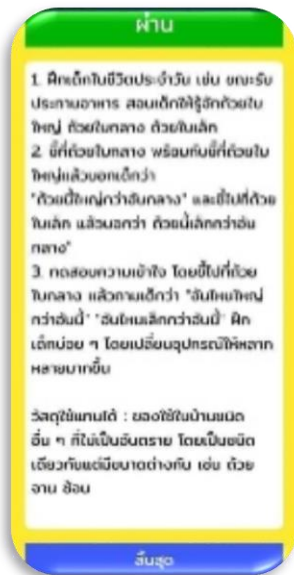 ผ่าน
1. ฝึกเด็กในชีวิตประจำวัน เช่น ขณะรับ
ประทานอาหาร สอนเด็กให้รู้จักถ้วยใบ
ใหญ่ ถ้วยใบกลาง ถ้วยใบเล็ก
2. ชี้ที่ถ้วยใบกลาง พร้อมกับชี้ที่ถ้วยใบ
ใหญ่แล้วบอกเด็กว่า
"ถ้วยนี้ใหญ่กว่าอันกลาง" และชี้ไปที่ถ้วย
ใบเล็ก แล้วบอกว่า ถ้วยนี้เล็กกว่าอัน
กลาง"
3. ทดสอบความเข้าใจ โดยชี้ไปที่ถ้วย
ใบกลาง แล้วถามเด็กว่า "อันไหนใหญ่
กว่าอันนี้" "อันไหนเล็กกว่าอันนี้" ฝึก
เด็กบ่อย ๆ โดยเปลี่ยนอุปกรณ์ให้หลาก
หลายมากขึ้น
วัสดุใช้แทนได้ : ของใช้ในบ้านชนิด
อื่น ๆ ที่ไม่เป็นอันตราย โดยเป็นชนิด
เดียวกันแต่มีขนาดต่างกัน เช่น ถ้วย
จาน ช้อน
สิ้นสุด